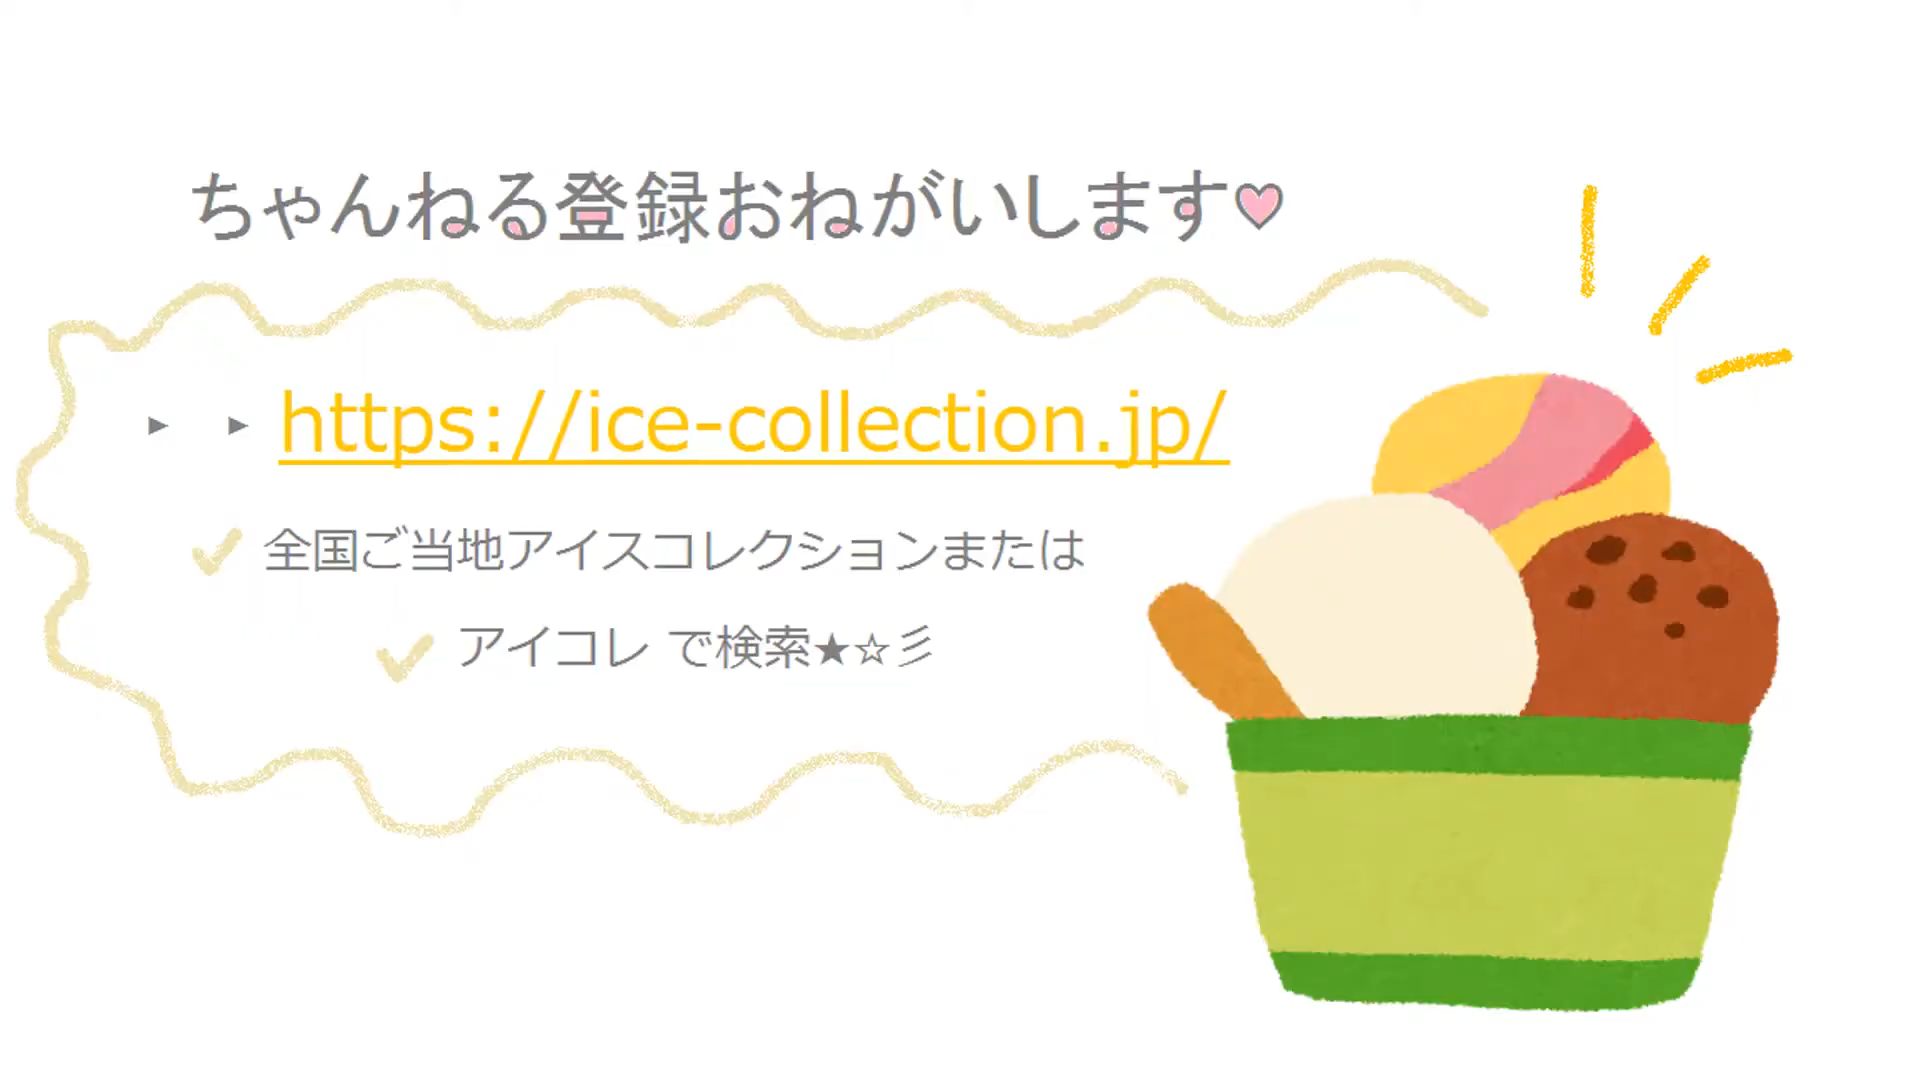 ちゃんねる登録おねがいします♡
▸ ▸ https://ice-collection.jp/
✓ 全国ご当地アイスコレクションまたは
✓ アイコレ で検索★☆彡